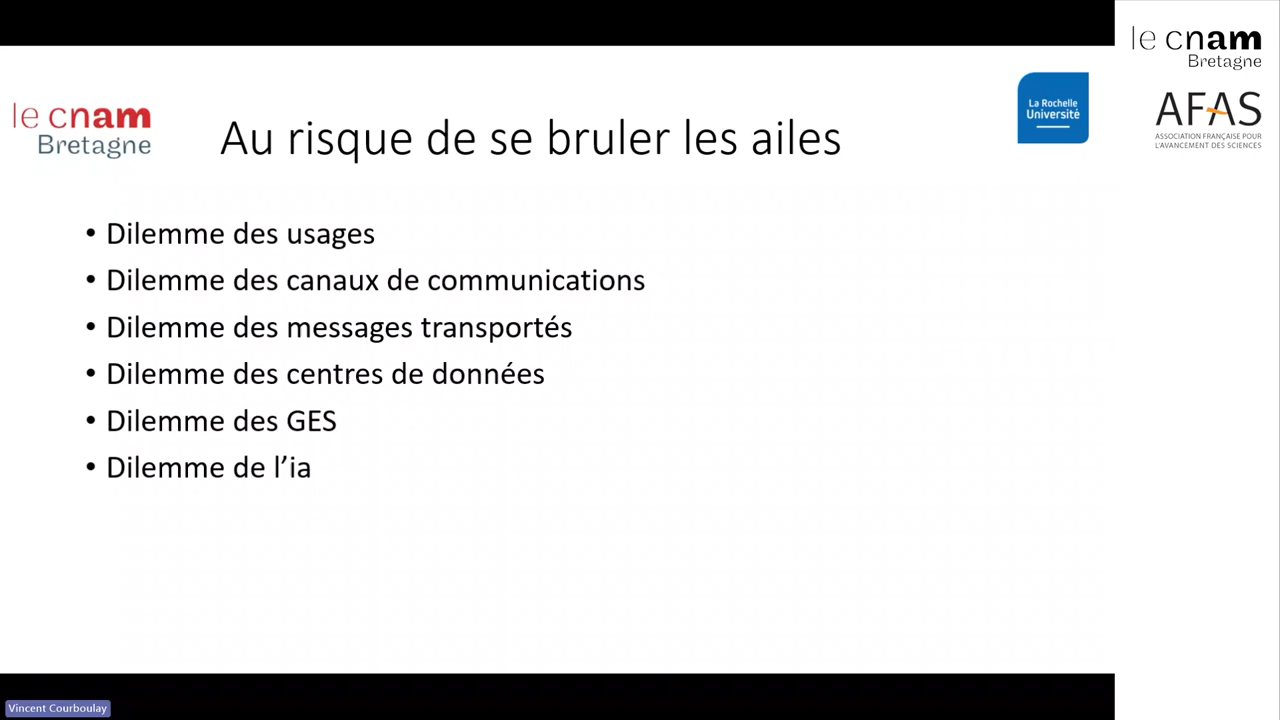 le cnam
Bretagne
Au risque de se bruler les ailes
La Rochelle
Université
• Dilemme des usages
• Dilemme des canaux de communications
• Dilemme des messages transportés
• Dilemme des centres de données
• Dilemme des GES
• Dilemme de l’ia
le cnam
Bretagne
AFAS
ASSOCIATION FRANÇAISE POUR
L'AVANCEMENT DES SCIENCES
Vincent Courboulay